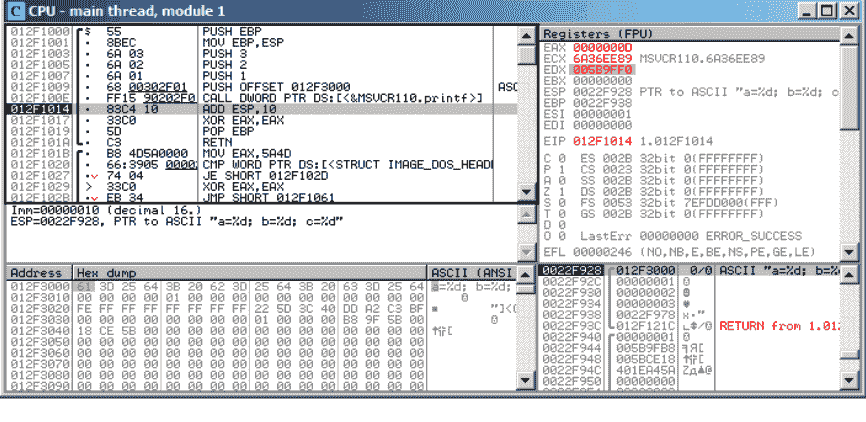 CPU - main thread, module 1
012F1000 $ 55 PUSH EBP
012F1001 . 8BEC MOV EBP,ESP
012F1003 . 6A 03 PUSH 3
012F1005 . 6A 02 PUSH 2
012F1007 . 6A 01 PUSH 1
012F1009 . 68 00302F01 PUSH OFFSET 012F3000 ASC
012F100E . FF15 90202F0 CALL DWORD PTR DS:[<&MSVCR110.printf>]
012F1014 . 83C4 10 ADD ESP,10
012F1017 . 33C0 XOR EAX,EAX
012F1019 . 5D POP EBP
012F101A . C3 RETN
012F101B . B8 4D5A0000 MOV EAX,5A4D
012F1020 . 66:3905 0000 CMP WORD PTR DS:[<STRUCT IMAGE_DOS_HEAD
012F1027 . 74 04 JE SHORT 012F102D
012F1029 > 33C0 XOR EAX,EAX
012F102B . EB 34 JMP SHORT 012F1061
Imm=00000010 (decimal 16.)
ESP=0022F928, PTR to ASCII "a=%d; b=%d; c=%d"
Registers (FPU)
EAX 0000000D
ECX 6A36EE89 MSVCR110.6A36EE89
EDX 005B9FF0
EBX 00000000
ESP 0022F928 PTR to ASCII "a=%d; b=%d; c
EBP 0022F938
ESI 00000001
EDI 00000000
EIP 012F1014 1.012F1014
C 0 ES 002B 32bit 0(FFFFFFFF)
P 1 CS 0023 32bit 0(FFFFFFFF)
A 0 SS 002B 32bit 0(FFFFFFFF)
Z 1 DS 002B 32bit 0(FFFFFFFF)
S 0 FS 0053 32bit 7EFDD000(FFF)
T 0 GS 002B 32bit 0(FFFFFFFF)
D 0
O 0 LastErr 00000000 ERROR_SUCCESS
EFL 00000246 (NO,NB,E,BE,NS,PE,GE,LE)
Address Hex dump ASCII (ANSI
012F3000 61 3D 25 64 3B 20 62 3D 25 64 3B 20 63 3D 25 64 a=%d; b=%d;
012F3010 00 00 00 00 01 00 00 00 00 00 00 00 00 00 00 00
012F3020 FE FF FF FF FF FF FF FF 22 5D 3C 40 DD A2 C3 BF "]<
012F3030 00 00 00 00 00 00 00 00 01 00 00 00 B8 9F 5B 00
012F3040 18 CE 5B 00 00 00 00 00 00 00 00 00 00 00 00 00
012F3050 00 00 00 00 00 00 00 00 00 00 00 00 00 00 00 00
012F3060 00 00 00 00 00 00 00 00 00 00 00 00 00 00 00 00
012F3070 00 00 00 00 00 00 00 00 00 00 00 00 00 00 00 00
012F3080 00 00 00 00 00 00 00 00 00 00 00 00 00 00 00 00
012F3090 00 00 00 00 00 00 00 00 00 00 00 00 00 00 00 00
0022F928 012F3000 0/0 ASCII "a=%d; b=%
0022F92C 00000001
0022F930 00000002
0022F934 00000003
0022F938 0022F978
0022F93C 012F121C RETURN from 1.012
0022F940 00000001
0022F944 005B9FB8
0022F948 005BCE18
0022F94C 401EA45A
0022F950 00000000